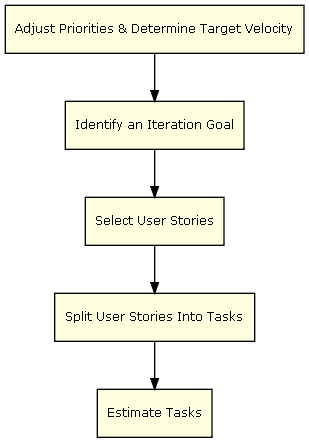 Adjust Priorities & Determine Target Velocity
Identify an Iteration Goal
Select User Stories
Split User Stories Into Tasks
Estimate Tasks